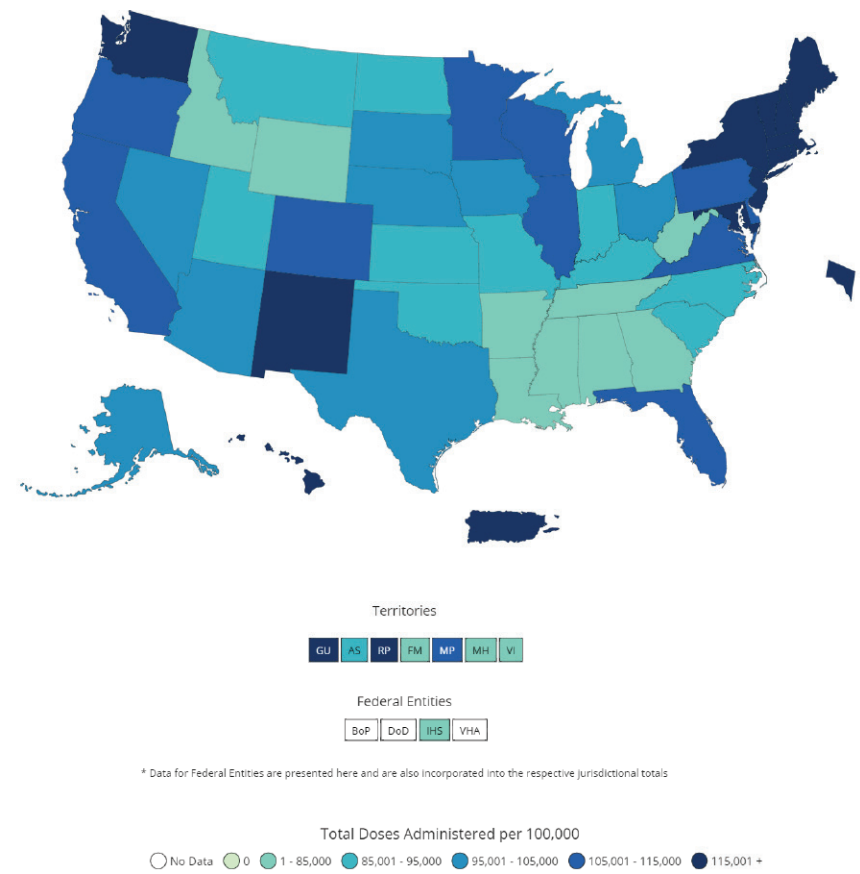 Territories
GU AS RP FM MP MH VI
Federal Entities
BoP DoD IHS VHA
* Data for Federal Entities are presented here and are also incorporated into the respective jurisdictional totals
Total Doses Administered per 100,000
No Data 0 1 - 85,000 85,001 - 95,000 95,001 - 105,000 105,001 - 115,000 115,001 +